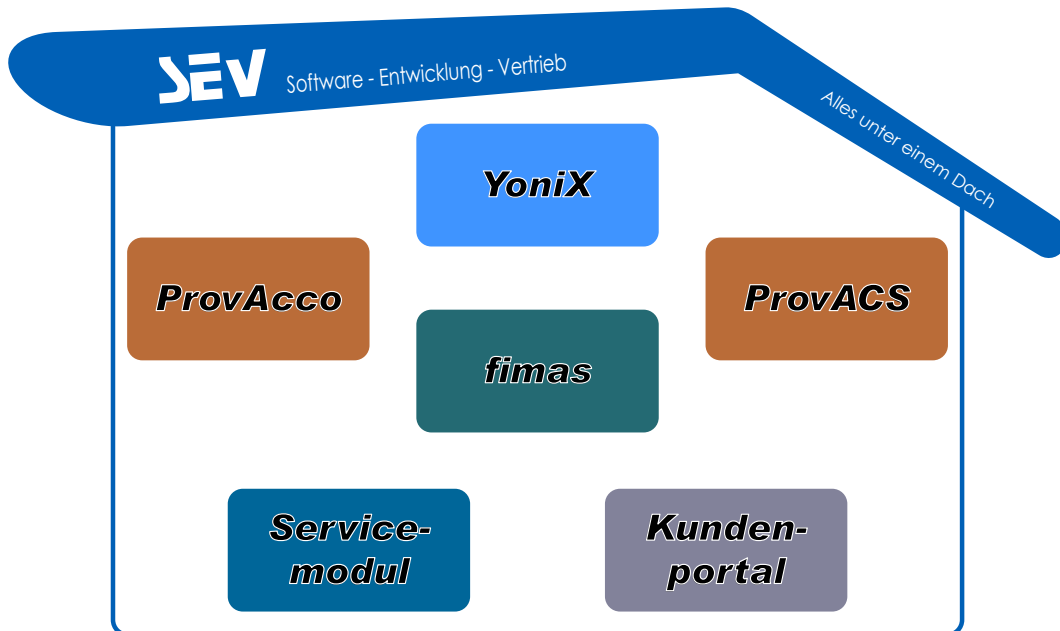 SEV Software - Entwicklung - Vertrieb
Alles unter einem Dach
YoniX
ProvAcco
ProvACS
fimas
Service-
modul
Kunden-
portal